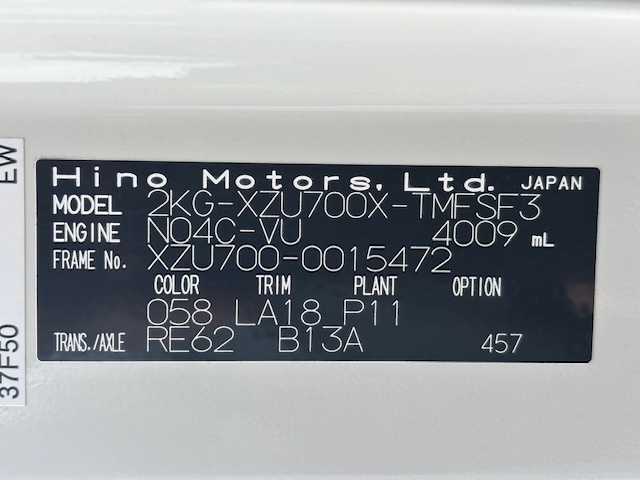 Hino Motors, Ltd. JAPAN
MODEL 2KG-XZU700X-TMFSF3
ENGINE N04C-VU 4009 mL
FRAME No. XZU700-0015472
COLOR TRIM PLANT OPTION
058 LA18 P11
TRANS./AXLE RE62 B13A 457
37F50 EW